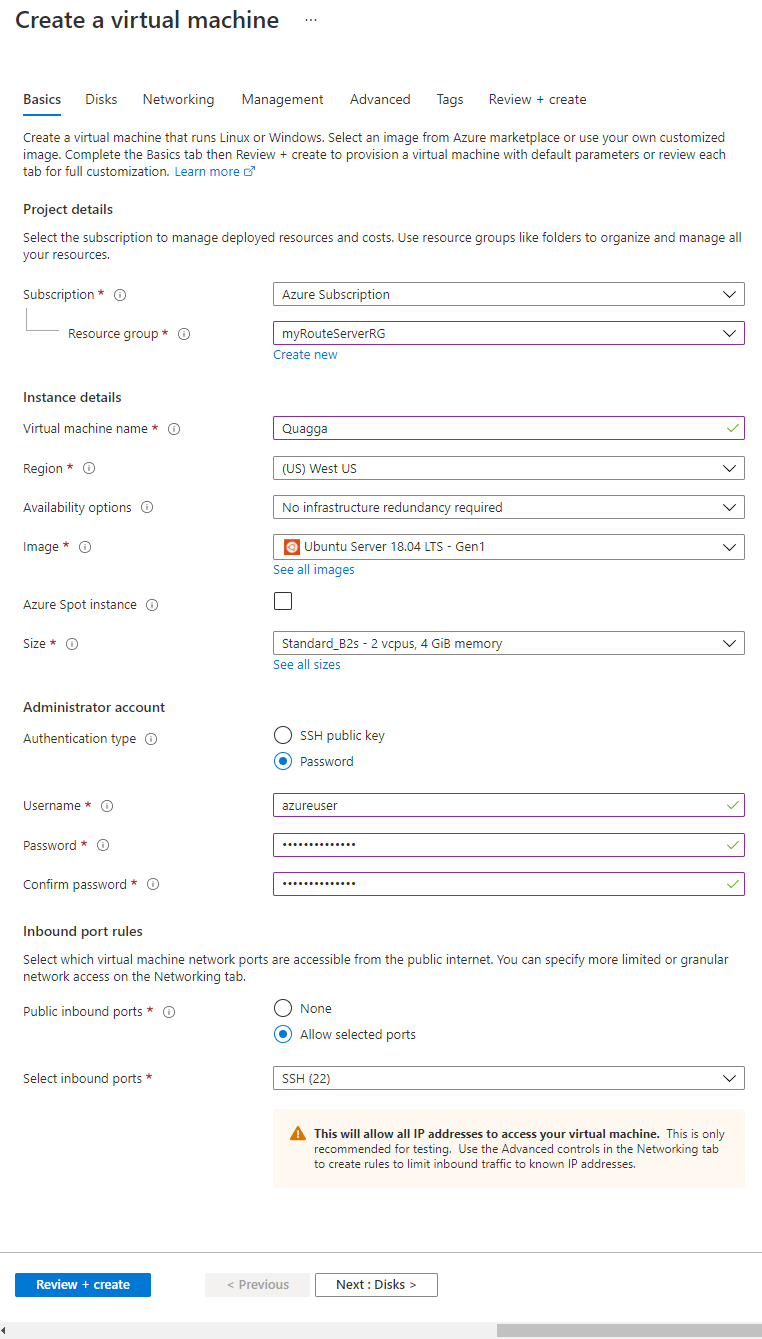 Create a virtual machine ...
Basics Disks Networking Management Advanced Tags Review + create
Create a virtual machine that runs Linux or Windows. Select an image from Azure marketplace or use your own customized
image. Complete the Basics tab then Review + create to provision a virtual machine with default parameters or review each
tab for full customization. Learn more
Project details
Select the subscription to manage deployed resources and costs. Use resource groups like folders to organize and manage all
your resources.
Subscription * Azure Subscription
Resource group * myRouteServerRG
Create new
Instance details
Virtual machine name * Quagga
Region * (US) West US
Availability options No infrastructure redundancy required
Image * Ubuntu Server 18.04 LTS - Gen1
See all images
Azure Spot instance
Size * Standard_B2s - 2 vcpus, 4 GiB memory
See all sizes
Administrator account
Authentication type SSH public key
Password
Username * azureuser
Password * ••••••••••••••
Confirm password * ••••••••••••••
Inbound port rules
Select which virtual machine network ports are accessible from the public internet. You can specify more limited or granular
network access on the Networking tab.
Public inbound ports * None
Allow selected ports
Select inbound ports * SSH (22)
This will allow all IP addresses to access your virtual machine. This is only
recommended for testing. Use the Advanced controls in the Networking tab
to create rules to limit inbound traffic to known IP addresses.
Review + create < Previous Next : Disks >